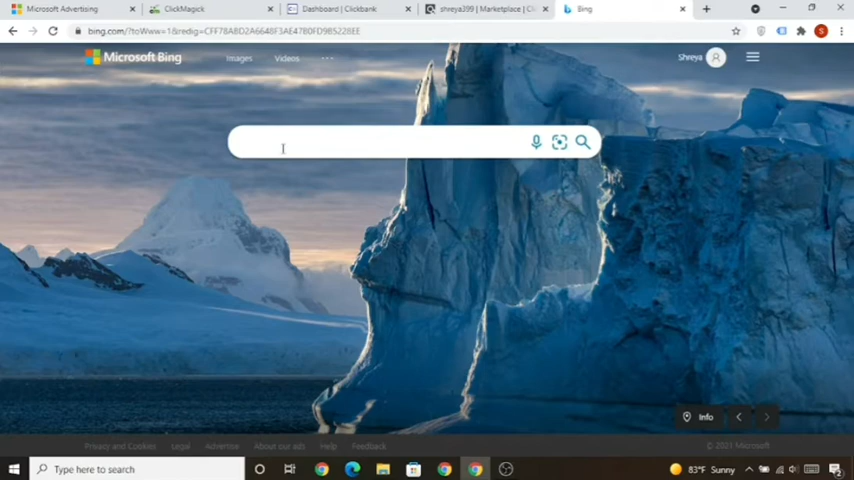 Microsoft Advertising
ClickMagick
Dashboard | Clickbank
shreya399 | Marketplace | Cli
Bing
bing.com/?toWww=1&redig=CFF78A8D2A6648F3AE4780FD9B5228EE
S
Microsoft Bing
Images
Videos
Shreya
Info
Privacy and Cookies
Legal
Advertise
About our ads
Help
Feedback
© 2021 Microsoft
Type here to search
83°F Sunny
2